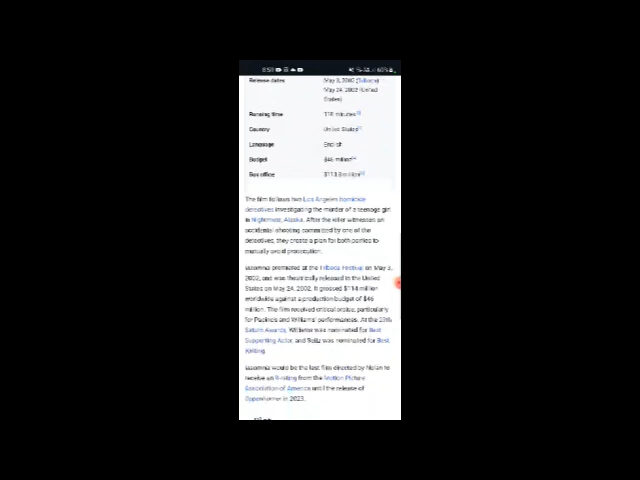 Release dates May 3, 2002 (Tribeca)
May 24, 2002 (United
States)
Running time 118 minutes
Country United States
Language English
Budget $46 million
Box office $113.8 million
The film follows two Los Angeles homicide
detectives investigating the murder of a teenage girl
in Nightmute, Alaska. After the killer witnesses an
accidental shooting committed by one of the
detectives, they create a plan for both parties to
mutually avoid prosecution.
Insomnia premiered at the Tribeca Festival on May 3,
2002, and was theatrically released in the United
States on May 24, 2002. It grossed $114 million
worldwide against a production budget of $46
million. The film received critical praise, particularly
for Pacino's and Williams' performances. At the
Saturn Awards, Williams was nominated for Best
Supporting Actor, and Seitz was nominated for Best
Writing.
Insomnia would be the last film directed by Nolan to
receive an R-rating from the Motion Picture
Association of America until the release of
Oppenheimer in 2023.